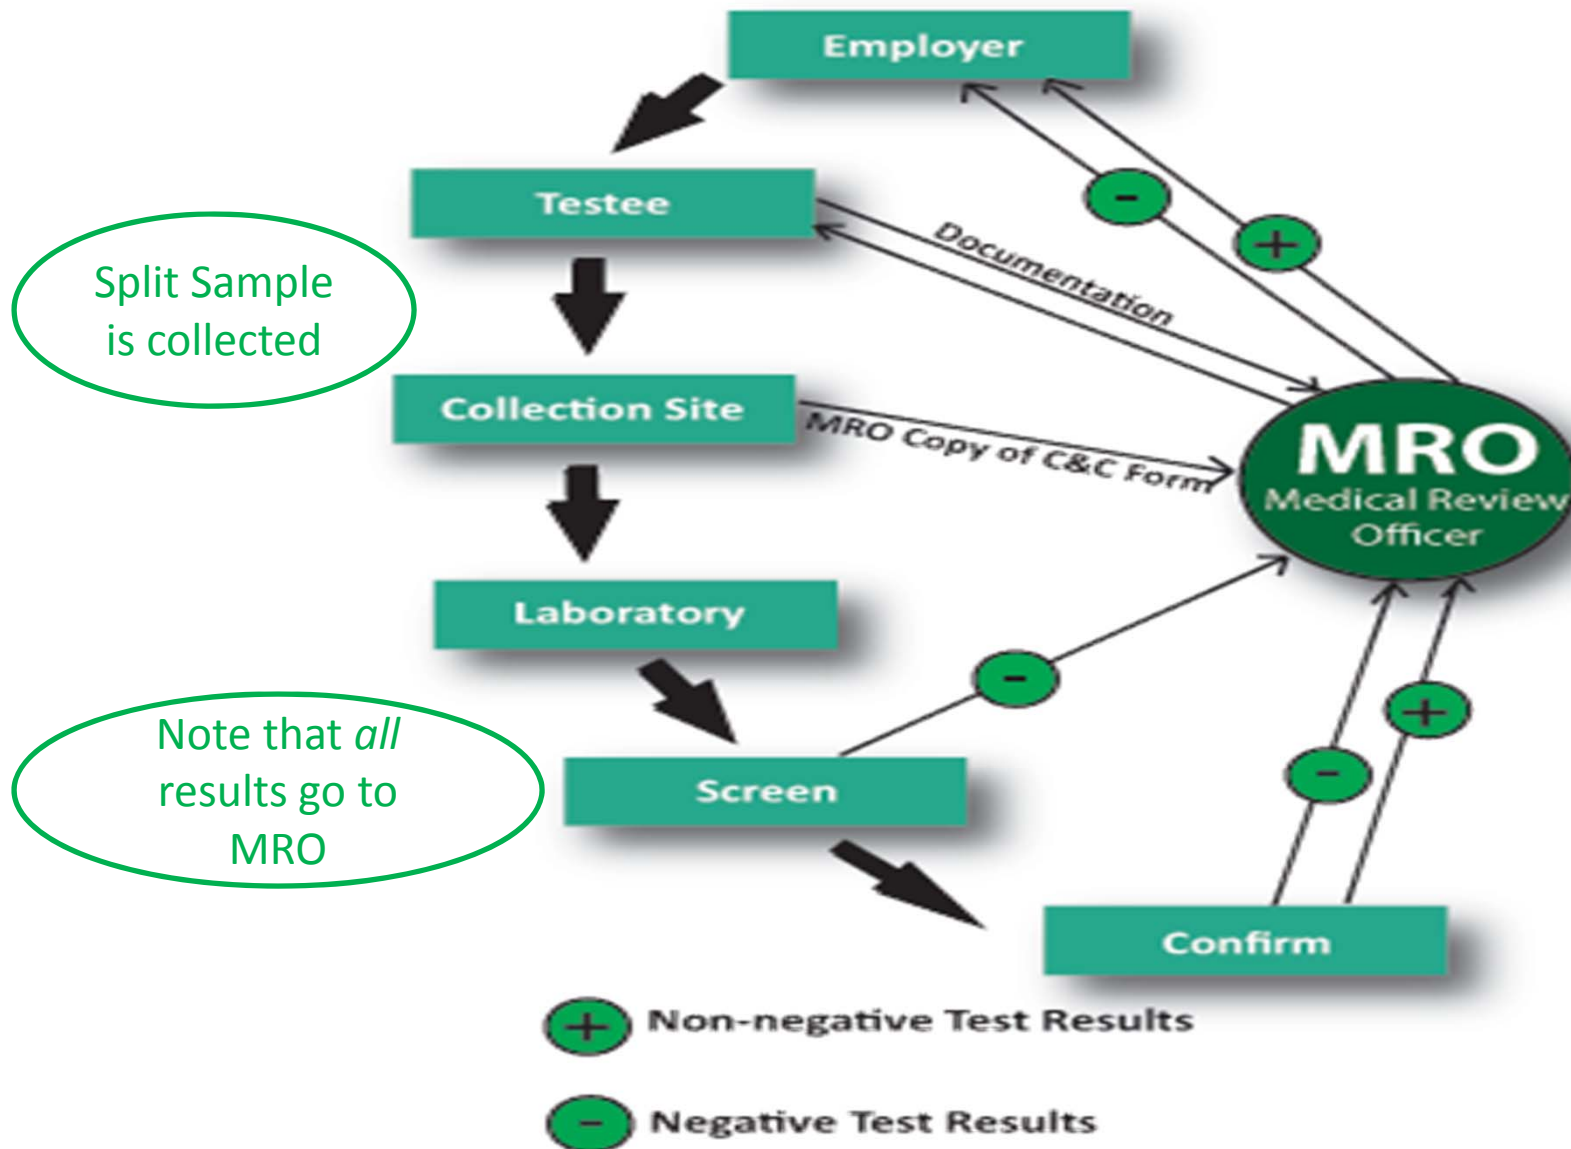 Employer
Testee
Split Sample
is collected
Documentation
Collection Site
MRO Copy of C&C Form
MRO
Medical Review
Officer
Laboratory
Note that all
results go to
MRO
Screen
Confirm
+ Non-negative Test Results
- Negative Test Results
-
+
-
-
+